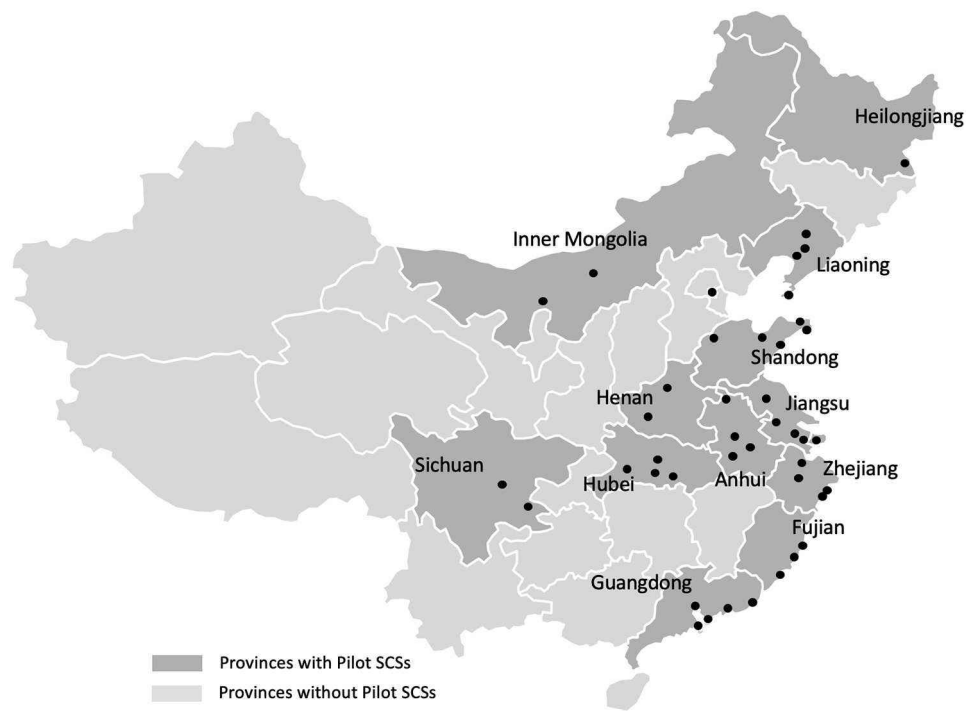 Heilongjiang
Inner Mongolia
Liaoning
Shandong
Henan
Jiangsu
Sichuan
Hubei
Anhui
Zhejiang
Fujian
Guangdong
Provinces with Pilot SCSs
Provinces without Pilot SCSs